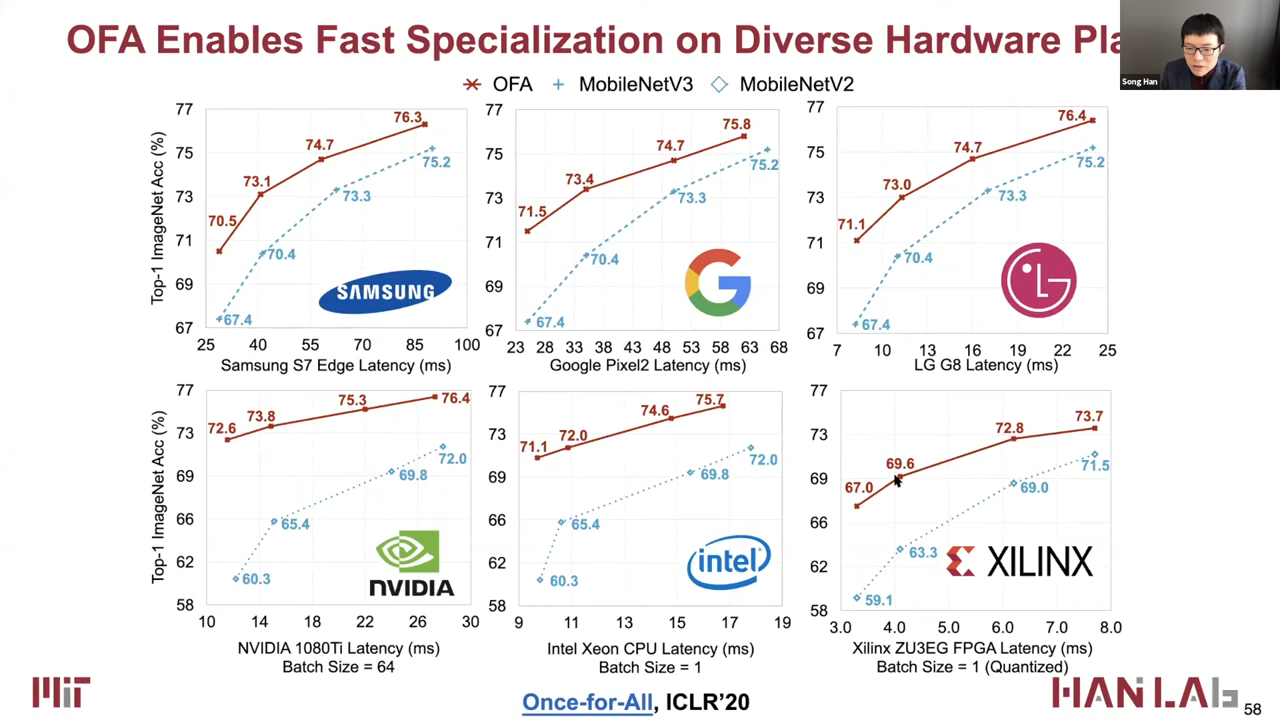 OFA Enables Fast Specialization on Diverse Hardware Pla
Song Han
OFA MobileNetV3 MobileNetV2
Top-1 ImageNet Acc (%)
77
75
73
71
69
67
70.5
73.1
74.7
76.3
67.4
70.4
73.3
75.2
SAMSUNG
25 40 55 70 85 100
Samsung S7 Edge Latency (ms)
77
75
73
71
69
67
71.5
73.4
74.7
75.8
67.4
70.4
73.3
75.2
G
23 28 33 38 43 48 53 58 63 68
Google Pixel2 Latency (ms)
77
75
73
71
69
67
71.1
73.0
74.7
76.4
67.4
70.4
73.3
75.2
LG
7 10 13 16 19 22 25
LG G8 Latency (ms)
Top-1 ImageNet Acc (%)
77
73
69
66
62
58
72.6
73.8
75.3
76.4
60.3
65.4
69.8
72.0
NVIDIA
10 14 18 22 26 30
NVIDIA 1080Ti Latency (ms)
Batch Size = 64
77
73
69
66
62
58
71.1
72.0
74.6
75.7
60.3
65.4
69.8
72.0
intel
9 11 13 15 17 19
Intel Xeon CPU Latency (ms)
Batch Size = 1
77
73
69
66
62
58
67.0
69.6
72.8
73.7
59.1
63.3
69.0
71.5
XILINX
3.0 4.0 5.0 6.0 7.0 8.0
Xilinx ZU3EG FPGA Latency (ms)
Batch Size = 1 (Quantized)
MIT
Once-for-All, ICLR'20
HAN LAB
58